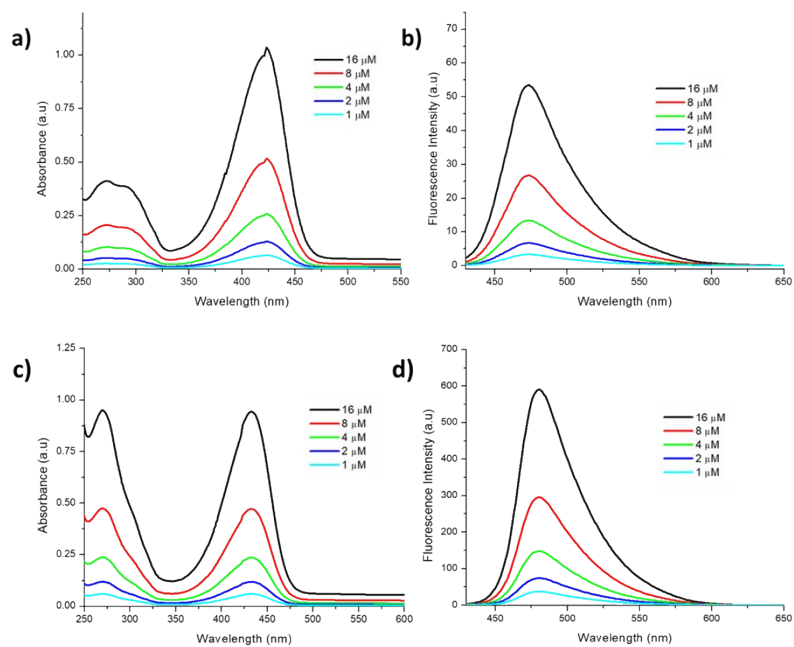 a)
1.00
0.75
0.50
0.25
0.00
Absorbance (a.u)
250 300 350 400 450 500 550
Wavelength (nm)
16 μM
8 μM
4 μM
2 μM
1 μM
b)
70
60
50
40
30
20
10
0
Fluorescence Intensity (a.u)
450 500 550 600 650
Wavelength (nm)
16 μM
8 μM
4 μM
2 μM
1 μM
c)
1.25
1.00
0.75
0.50
0.25
0.00
Absorbance (a.u)
250 300 350 400 450 500 550 600
Wavelength (nm)
16 μM
8 μM
4 μM
2 μM
1 μM
d)
700
600
500
400
300
200
100
0
Fluorescence Intensity (a.u)
450 500 550 600 650
Wavelength (nm)
16 μM
8 μM
4 μM
2 μM
1 μM